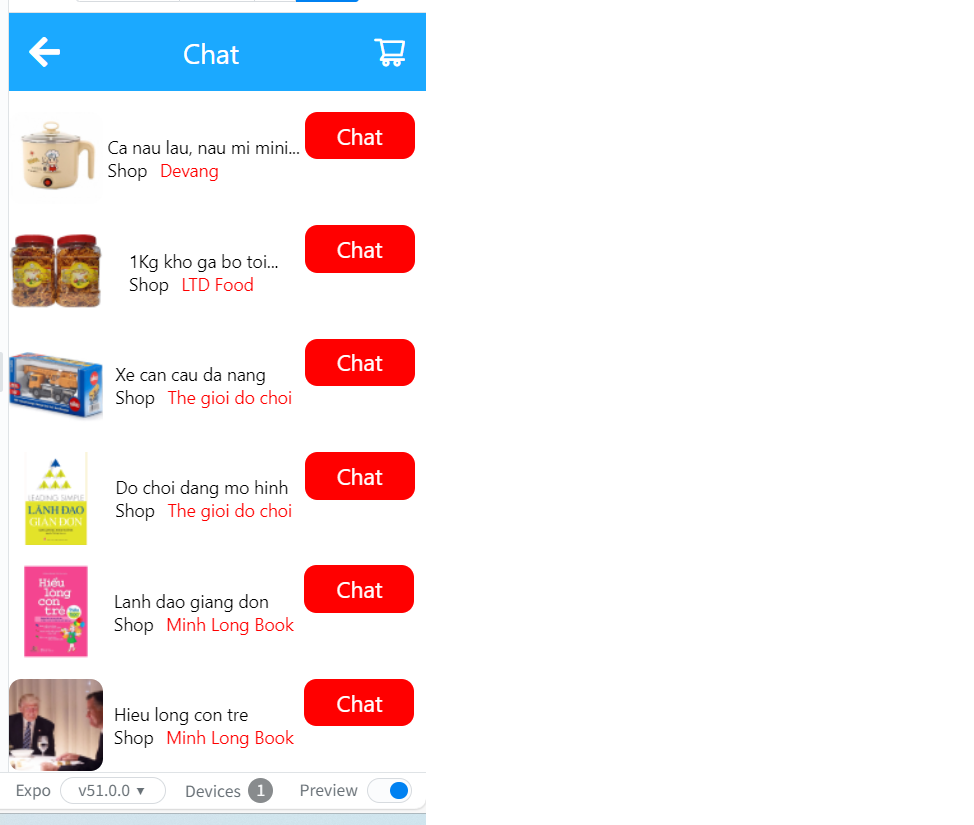 Chat
Ca nau lau, nau mi mini...
Shop Devang
Chat
1Kg kho ga bo toi...
Shop LTD Food
Chat
Xe can cau da nang
Shop The gioi do choi
Chat
LEADING SIMPLE
LÃNH ĐẠO
GIẢN ĐƠN
Do choi dang mo hinh
Shop The gioi do choi
Chat
Hiểu
lòng
con
trẻ
Lanh dao giang don
Shop Minh Long Book
Chat
Hieu long con tre
Shop Minh Long Book
Chat
Expo v51.0.0 ▼ Devices 1 Preview